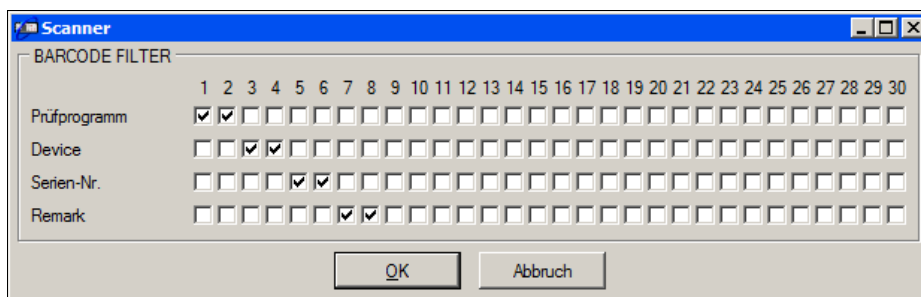 Scanner
BARCODE FILTER
1 2 3 4 5 6 7 8 9 10 11 12 13 14 15 16 17 18 19 20 21 22 23 24 25 26 27 28 29 30
Prüfprogramm
Device
Serien-Nr.
Remark
OK Abbruch